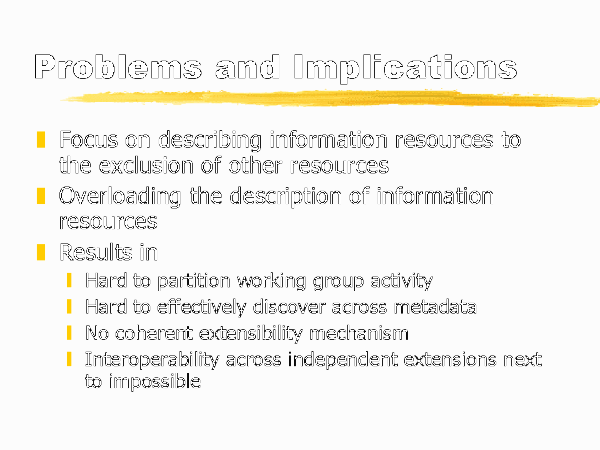 Problems and Implications
Focus on describing information resources to
the exclusion of other resources
Overloading the description of information
resources
Results in
Hard to partition working group activity
Hard to effectively discover across metadata
No coherent extensibility mechanism
Interoperability across independent extensions next
to impossible